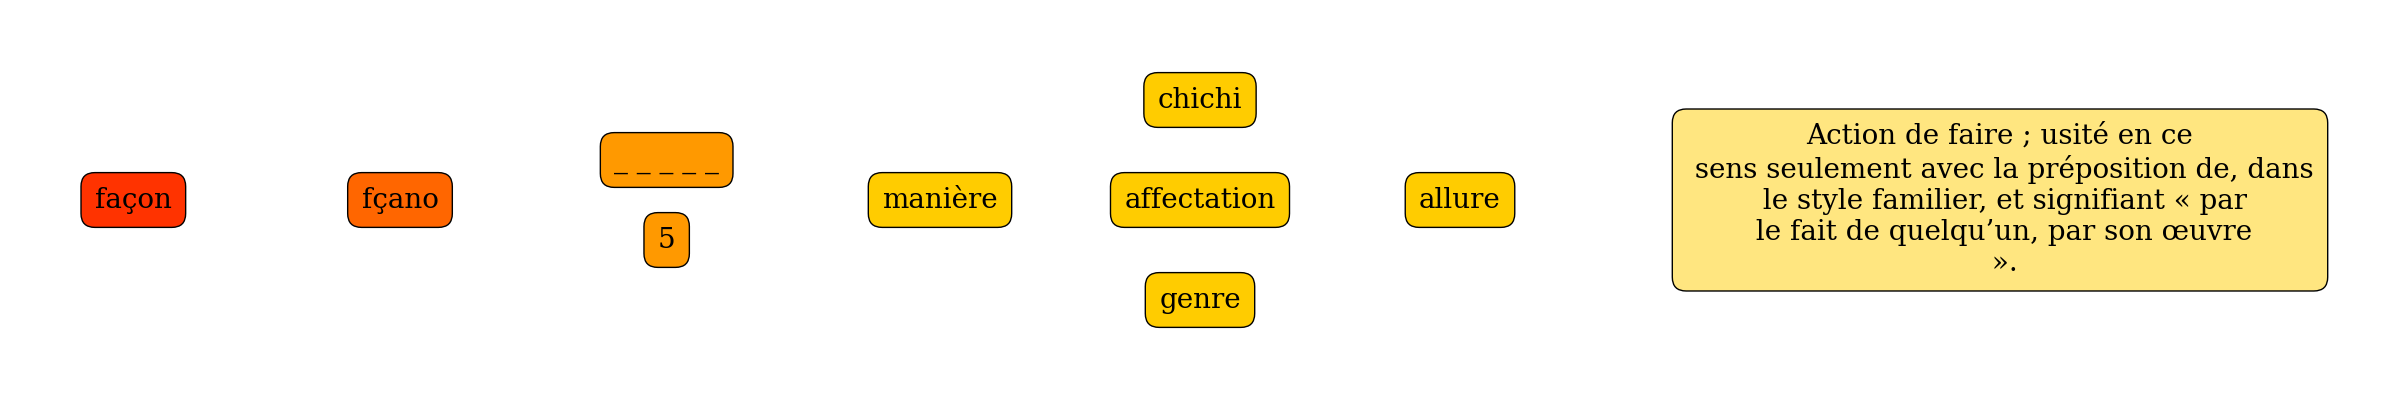 façon
fçano
_ _ _ _ _
5
manière
chichi
affectation
genre
allure
Action de faire ; usité en ce
sens seulement avec la préposition de, dans
le style familier, et signifiant « par
le fait de quelqu’un, par son œuvre
».